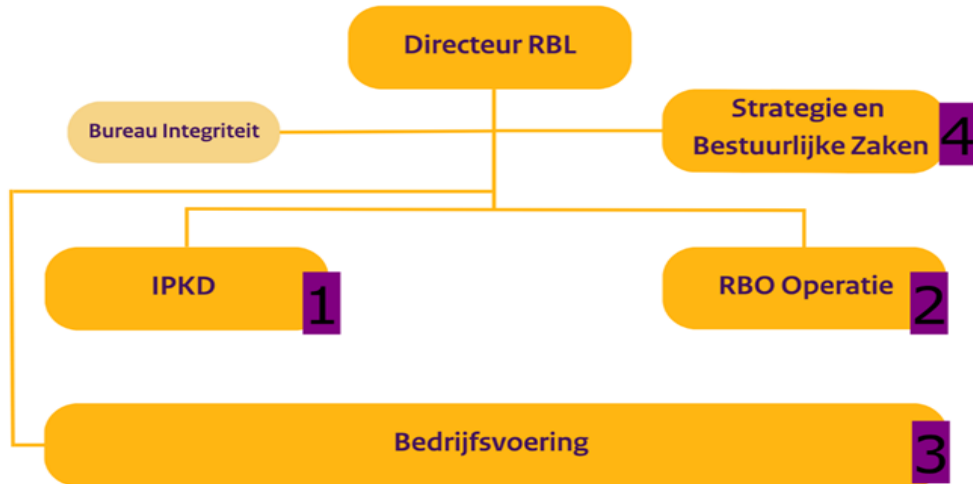 Directeur RBL
Bureau Integriteit
Strategie en
Bestuurlijke Zaken
4
IPKD
1
RBO Operatie
2
Bedrijfsvoering
3